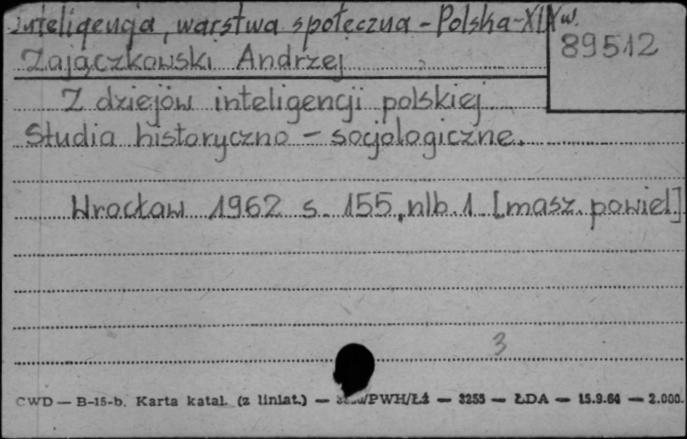 Inteligencja, warstwa społeczna - Polska - XIX w.
89512
Zajączkowski Andrzej
Z dziejów inteligencji polskiej
Studia historyczno - socjologiczne.
Wrocław 1962 s. 155, nlb. 1 [masz. powiel]
3
CWD — B-15-b. Karta katal. (z liniat.) — /PWH/Łź — 3255 — ŁDA — 15.9.64 — 2.000.